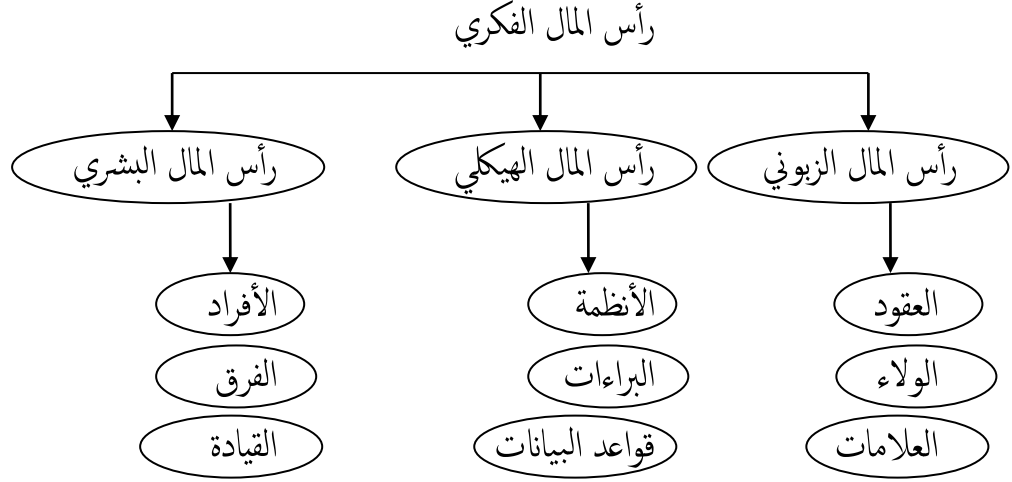 رأس المال الفكري
رأس المال الزبوني
رأس المال الهيكلي
رأس المال البشري
العقود
الأنظمة
الأفراد
الولاء
البراءات
الفرق
العلامات
قواعد البيانات
القيادة